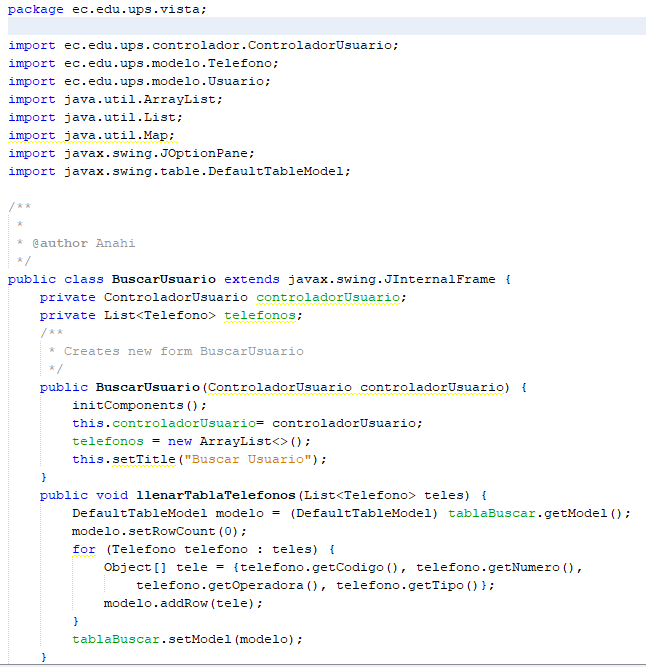 package ec.edu.ups.vista;
import ec.edu.ups.controlador.ControladorUsuario;
import ec.edu.ups.modelo.Telefono;
import ec.edu.ups.modelo.Usuario;
import java.util.ArrayList;
import java.util.List;
import java.util.Map;
import javax.swing.JOptionPane;
import javax.swing.table.DefaultTableModel;
/**
 *
 * @author Anahi
 */
public class BuscarUsuario extends javax.swing.JInternalFrame {
    private ControladorUsuario controladorUsuario;
    private List<Telefono> telefonos;
    /**
     * Creates new form BuscarUsuario
     */
    public BuscarUsuario(ControladorUsuario controladorUsuario) {
        initComponents();
        this.controladorUsuario= controladorUsuario;
        telefonos = new ArrayList<>();
        this.setTitle("Buscar Usuario");
    }
    public void llenarTablaTelefonos(List<Telefono> teles) {
        DefaultTableModel modelo = (DefaultTableModel) tablaBuscar.getModel();
        modelo.setRowCount(0);
        for (Telefono telefono : teles) {
            Object[] tele = {telefono.getCodigo(), telefono.getNumero(),
                telefono.getOperadora(), telefono.getTipo()};
            modelo.addRow(tele);
        }
        tablaBuscar.setModel(modelo);
    }